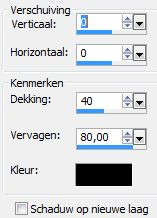 Verschuiving
Verticaal: 0
Horizontaal: 0
Kenmerken
Dekking: 40
Vervagen: 80,00
Kleur:
Schaduw op nieuwe laag